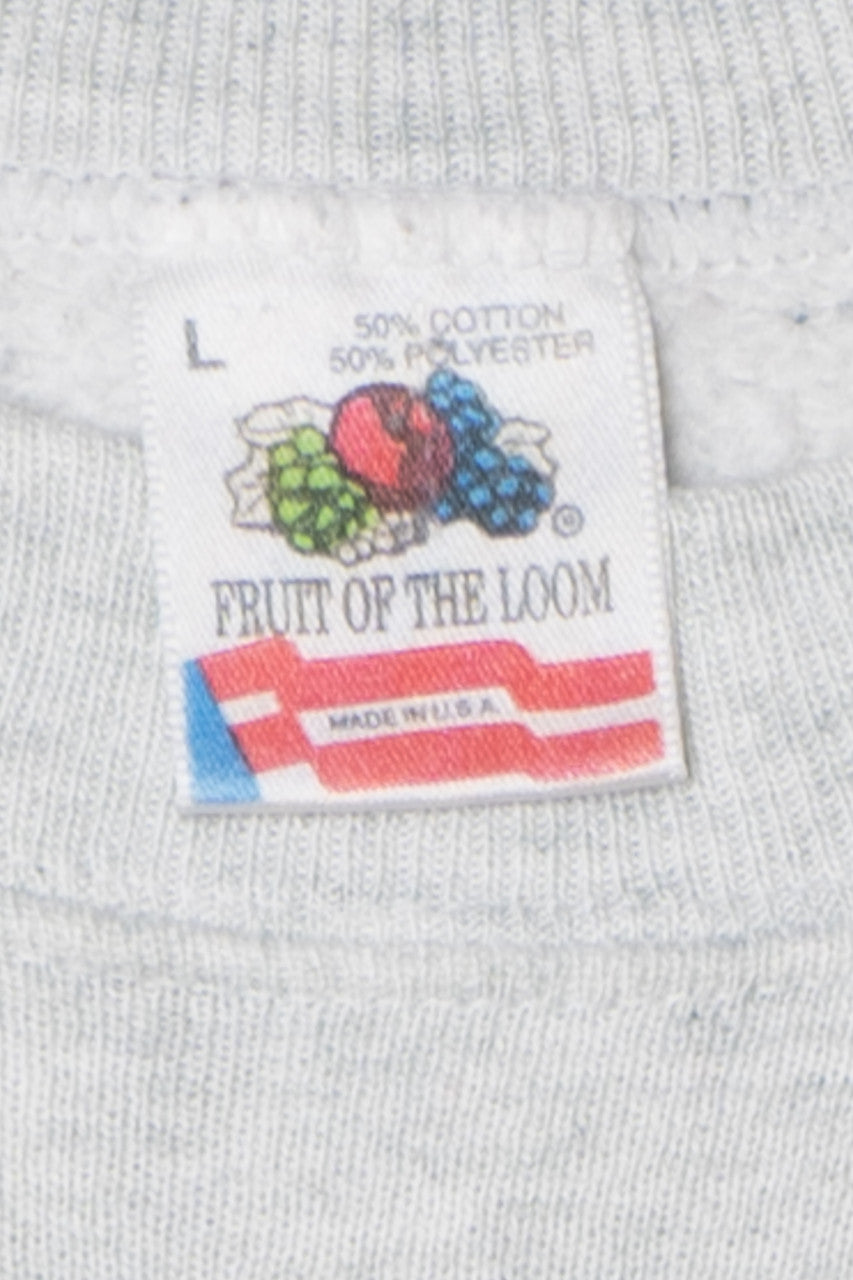 L
50% COTTON
50% POLYESTER
®
FRUIT OF THE LOOM
MADE IN U.S.A.